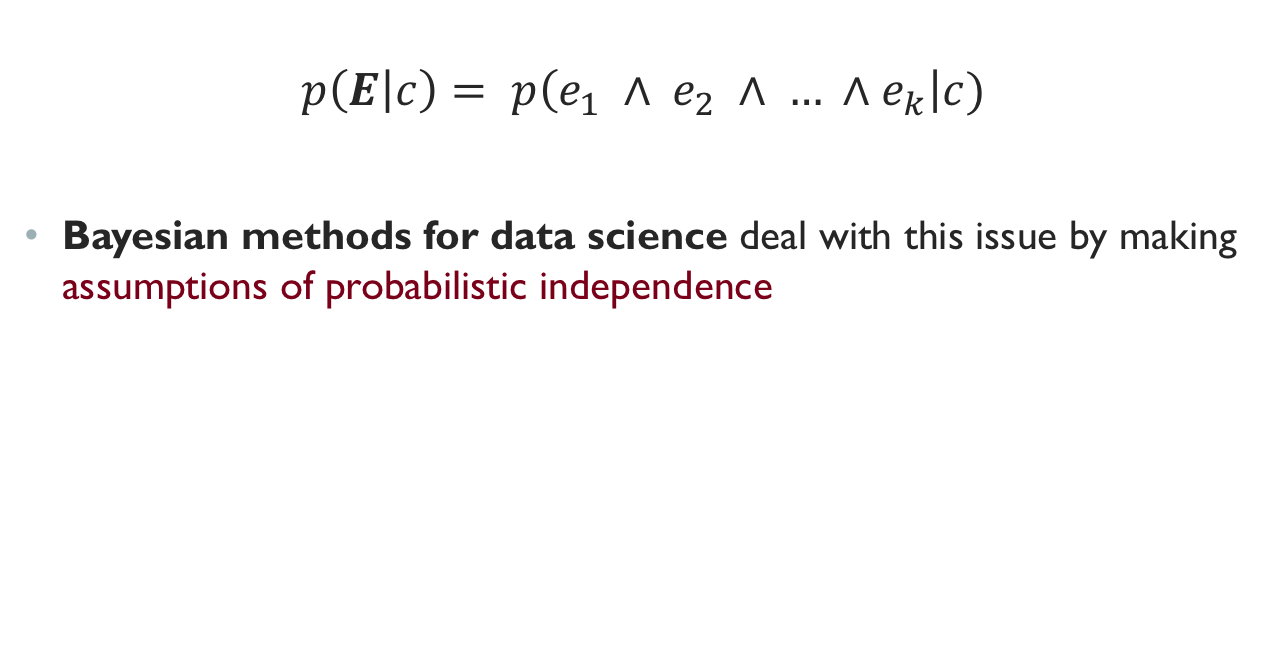 p(E|c) = p(e₁ ∧ e₂ ∧ ... ∧ eₖ|c)
• Bayesian methods for data science deal with this issue by making
assumptions of probabilistic independence